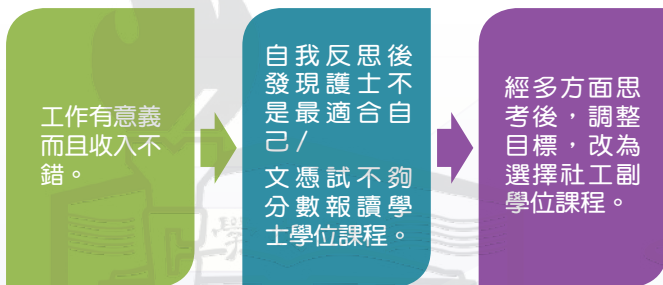 工作有意義
而且收入不
錯。
自我反思後
發現護士不
是最適合自
己/
文憑試不夠
分數報讀學
士學位課程。
經多方面思
考後，調整
目標，改為
選擇社工副
學位課程。